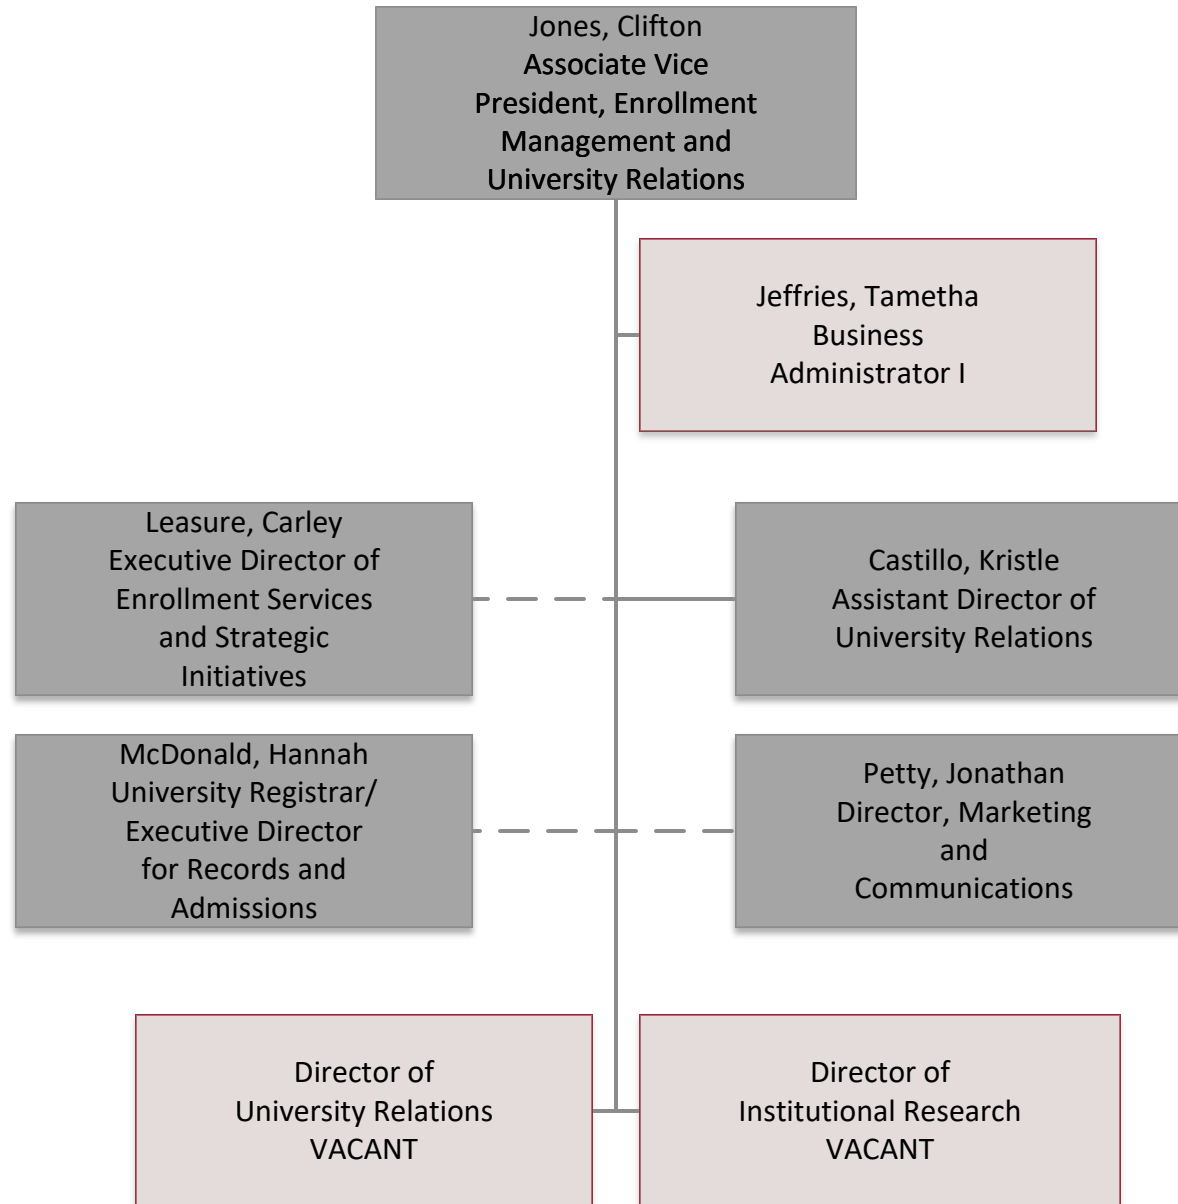 Jones, Clifton
Associate Vice
President, Enrollment
Management and
University Relations
Jeffries, Tametha
Business
Administrator I
Leasure, Carley
Executive Director of
Enrollment Services
and Strategic
Initiatives
Castillo, Kristle
Assistant Director of
University Relations
McDonald, Hannah
University Registrar/
Executive Director
for Records and
Admissions
Petty, Jonathan
Director, Marketing
and
Communications
Director of
University Relations
VACANT
Director of
Institutional Research
VACANT